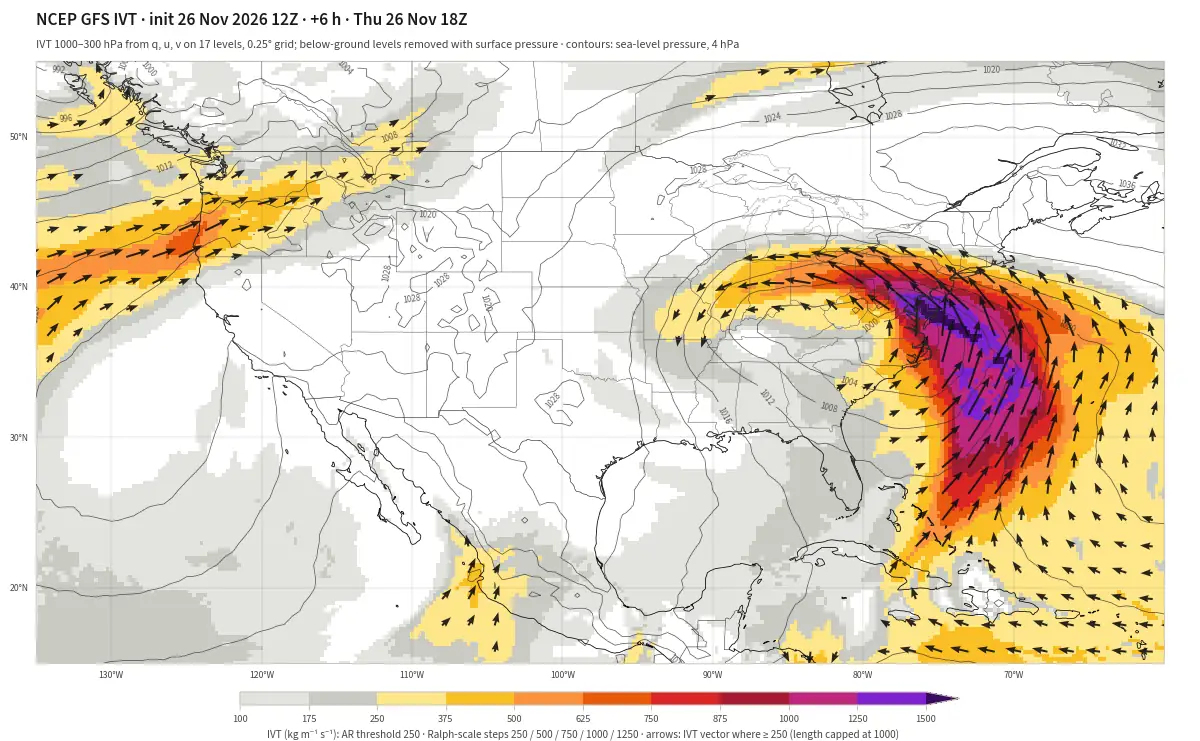 NCEP GFS IVT · init 26 Nov 2026 12Z · +6 h · Thu 26 Nov 18Z
IVT 1000–300 hPa from q, u, v on 17 levels, 0.25° grid; below-ground levels removed with surface pressure · contours: sea-level pressure, 4 hPa
992
1000
1004
1020
996
1024
1028
50°N
1008
1012
1028
1036
1020
1028
1028
1028
1020
40°N
1000
1004
1028
1012
1008
1016
30°N
20°N
130°W
120°W
110°W
100°W
90°W
80°W
70°W
100
175
250
375
500
625
750
875
1000
1250
1500
IVT (kg m⁻¹ s⁻¹): AR threshold 250 · Ralph-scale steps 250 / 500 / 750 / 1000 / 1250 · arrows: IVT vector where ≥ 250 (length capped at 1000)